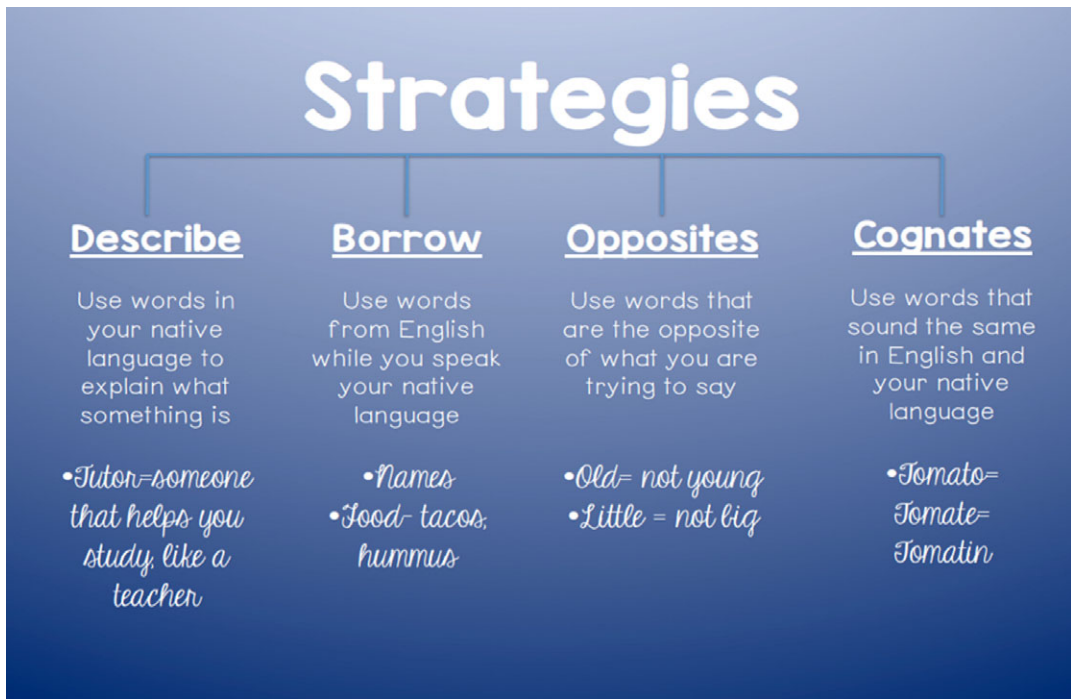 Strategies
Describe
Use words in
your native
language to
explain what
something is
•Tutor=someone
that helps you
study, like a
teacher
Borrow
Use words
from English
while you speak
your native
language
•Names
•Food- tacos,
hummus
Opposites
Use words that
are the opposite
of what you are
trying to say
•Old= not young
•Little = not big
Cognates
Use words that
sound the same
in English and
your native
language
•Tomato=
Tomate=
Tomatin